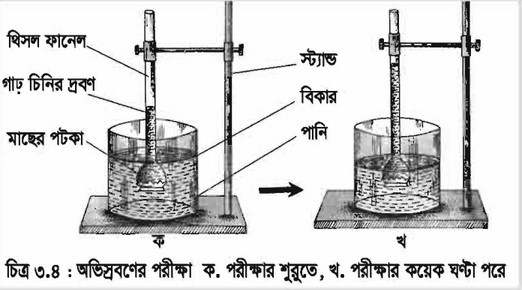 থিসল ফানেল
গাঢ় চিনির দ্রবণ
মাছের পটকা
স্ট্যান্ড
বিকার
পানি
ক
খ
চিত্র ৩.৪ : অভিস্রবণের পরীক্ষা ক. পরীক্ষার শুরুতে, খ. পরীক্ষার কয়েক ঘণ্টা পরে